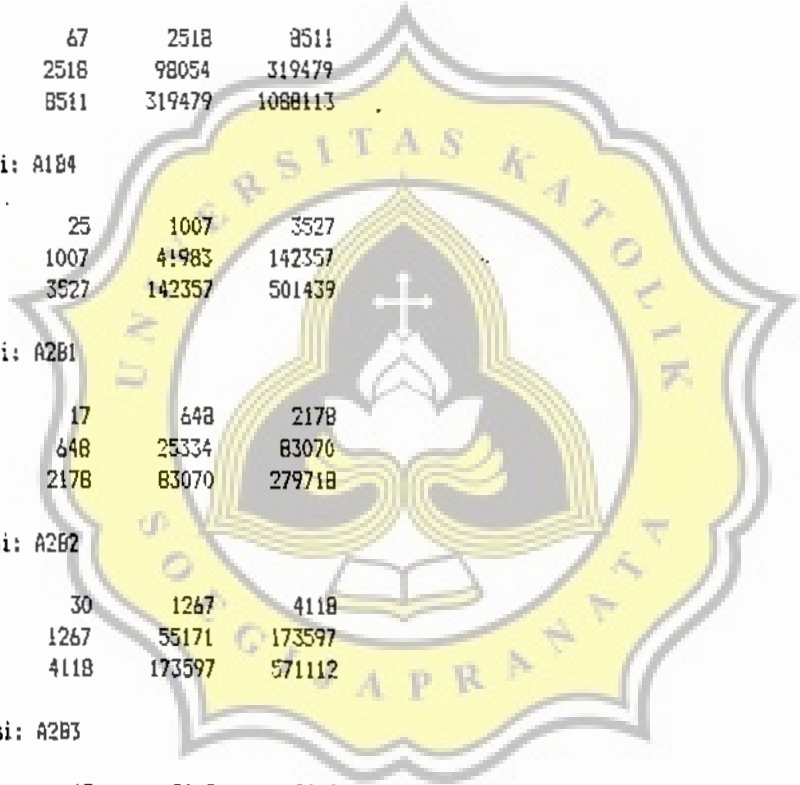 67 2518 8511
2518 98054 319479
8511 319479 1088113
i: A1B4
25 1007 3527
1007 41983 142357
3527 142357 501439
i: A2B1
17 648 2178
648 25334 83070
2178 83070 279718
si: A2B2
30 1267 4118
1267 55171 173597
4118 173597 571112
si: A2B3
UNIVERSITAS KATOLIK
SOEGIJAPRANATA